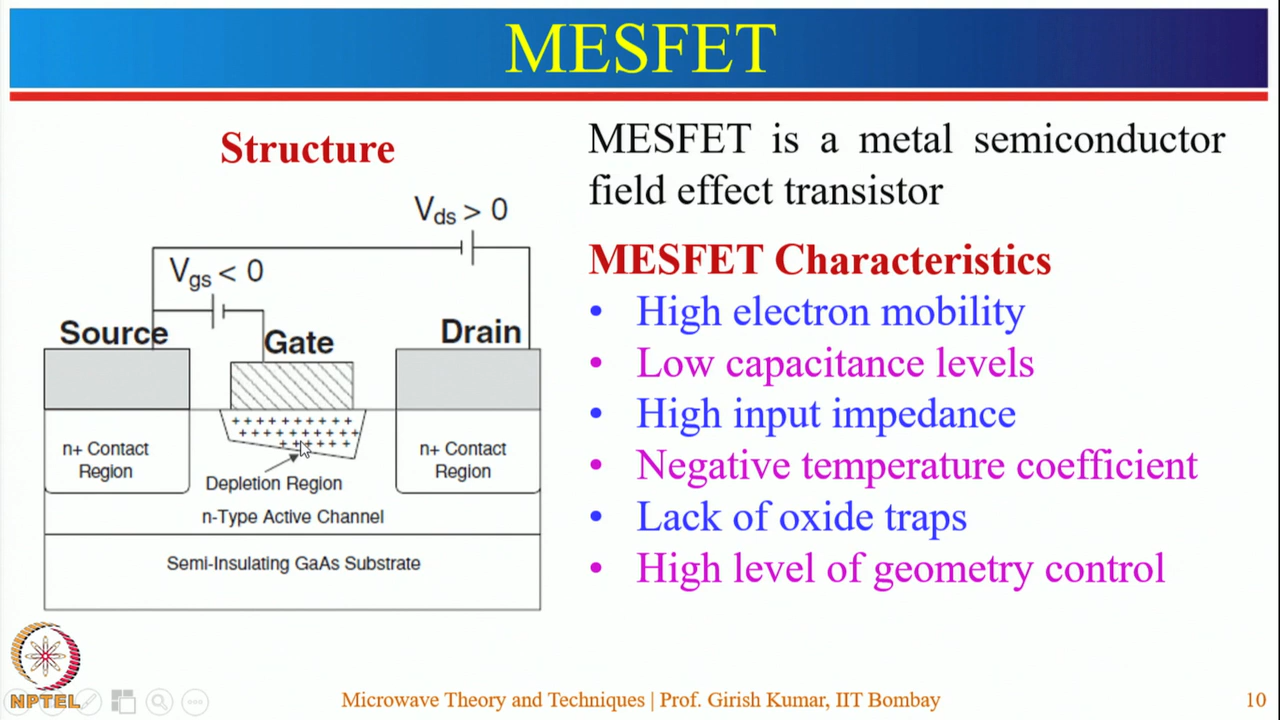 MESFET
Structure
V_ds > 0
V_gs < 0
Source
Gate
Drain
+ + + + + + + + + +
+ + + + + + + + + +
+ + + + + +
n+ Contact
Region
n+ Contact
Region
Depletion Region
n-Type Active Channel
Semi-Insulating GaAs Substrate
MESFET is a metal semiconductor
field effect transistor
MESFET Characteristics
• High electron mobility
• Low capacitance levels
• High input impedance
• Negative temperature coefficient
• Lack of oxide traps
• High level of geometry control
NPTEL
Microwave Theory and Techniques | Prof. Girish Kumar, IIT Bombay
10